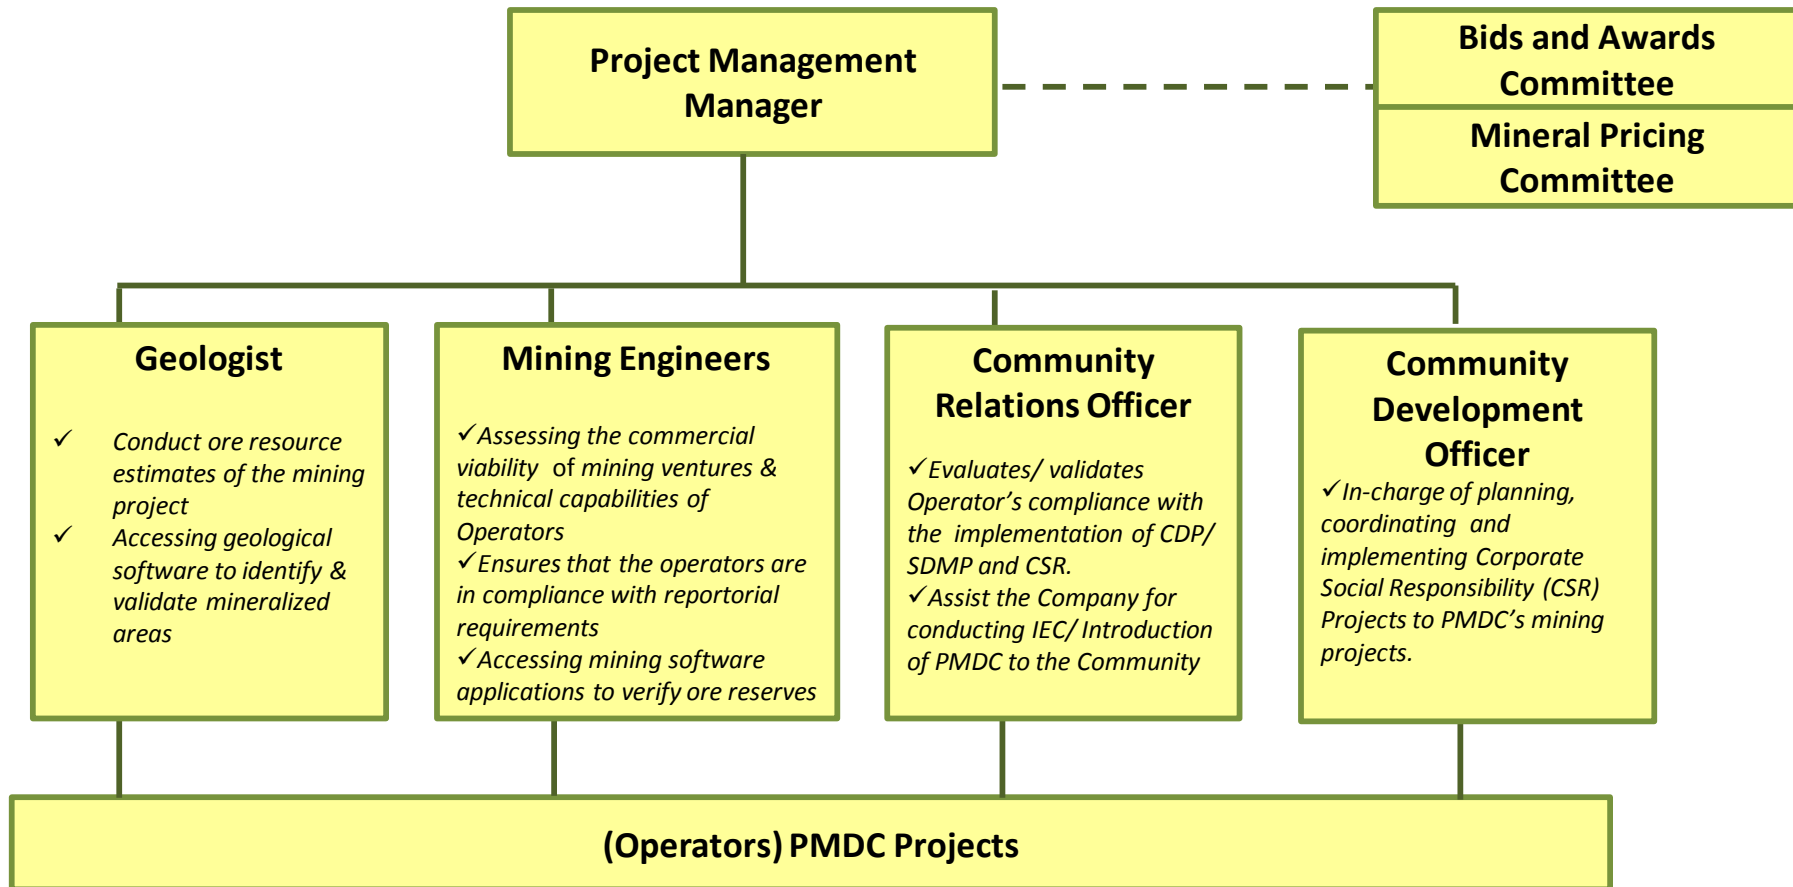 Project Management
Manager
Bids and Awards
Committee
Mineral Pricing
Committee
Geologist
✓ Conduct ore resource
estimates of the mining
project
✓ Accessing geological
software to identify &
validate mineralized
areas
Mining Engineers
✓Assessing the commercial
viability of mining ventures &
technical capabilities of
Operators
✓Ensures that the operators are
in compliance with reportorial
requirements
✓Accessing mining software
applications to verify ore reserves
Community
Relations Officer
✓Evaluates/ validates
Operator’s compliance with
the implementation of CDP/
SDMP and CSR.
✓Assist the Company for
conducting IEC/ Introduction
of PMDC to the Community
Community
Development
Officer
✓In-charge of planning,
coordinating and
implementing Corporate
Social Responsibility (CSR)
Projects to PMDC’s mining
projects.
(Operators) PMDC Projects